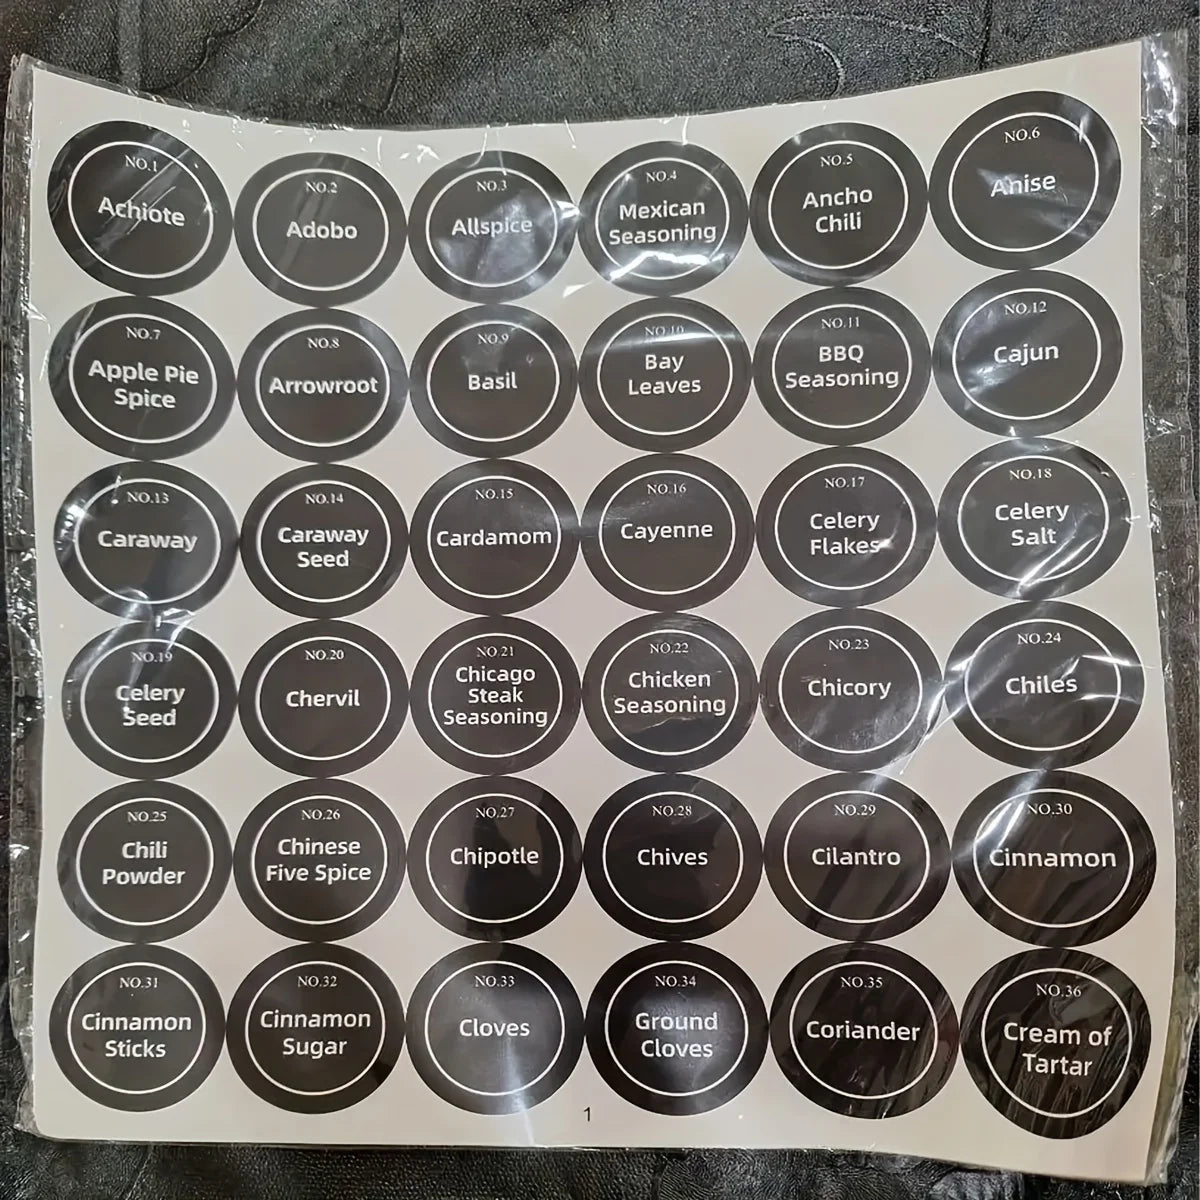 NO.1
Achiote
NO.2
Adobo
NO.3
Allspice
NO.4
Mexican
Seasoning
NO.5
Ancho
Chili
NO.6
Anise
NO.7
Apple Pie
Spice
NO.8
Arrowroot
NO.9
Basil
NO.10
Bay
Leaves
NO.11
BBQ
Seasoning
NO.12
Cajun
NO.13
Caraway
NO.14
Caraway
Seed
NO.15
Cardamom
NO.16
Cayenne
NO.17
Celery
Flakes
NO.18
Celery
Salt
NO.19
Celery
Seed
NO.20
Chervil
NO.21
Chicago
Steak
Seasoning
NO.22
Chicken
Seasoning
NO.23
Chicory
NO.24
Chiles
NO.25
Chili
Powder
NO.26
Chinese
Five Spice
NO.27
Chipotle
NO.28
Chives
NO.29
Cilantro
NO.30
Cinnamon
NO.31
Cinnamon
Sticks
NO.32
Cinnamon
Sugar
NO.33
Cloves
NO.34
Ground
Cloves
NO.35
Coriander
NO.36
Cream of
Tartar
1